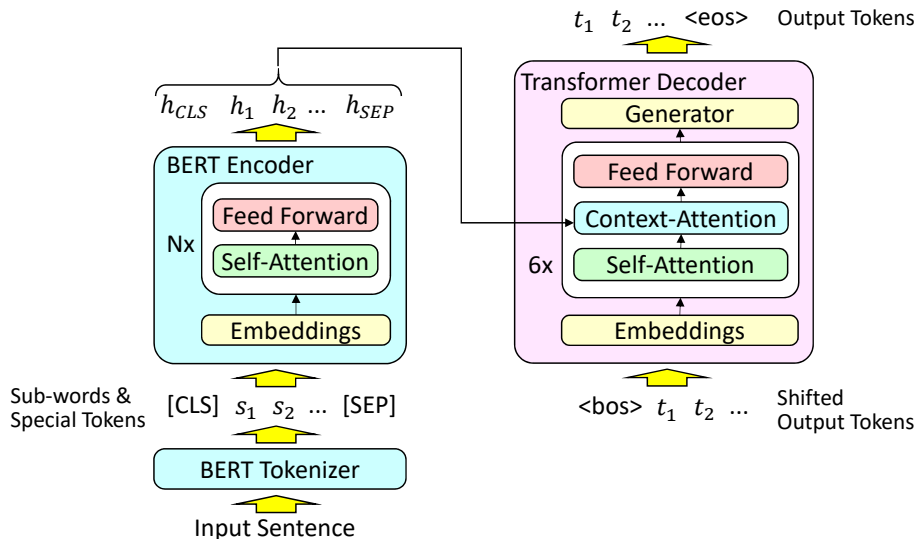 t₁ t₂ ... <eos> Output Tokens
Transformer Decoder
Generator
Feed Forward
Context-Attention
Self-Attention
6x
Embeddings
<bos> t₁ t₂ ... Shifted
Output Tokens
h_CLS h₁ h₂ ... h_SEP
BERT Encoder
Feed Forward
Nx
Self-Attention
Embeddings
Sub-words &
Special Tokens
[CLS] s₁ s₂ ... [SEP]
BERT Tokenizer
Input Sentence